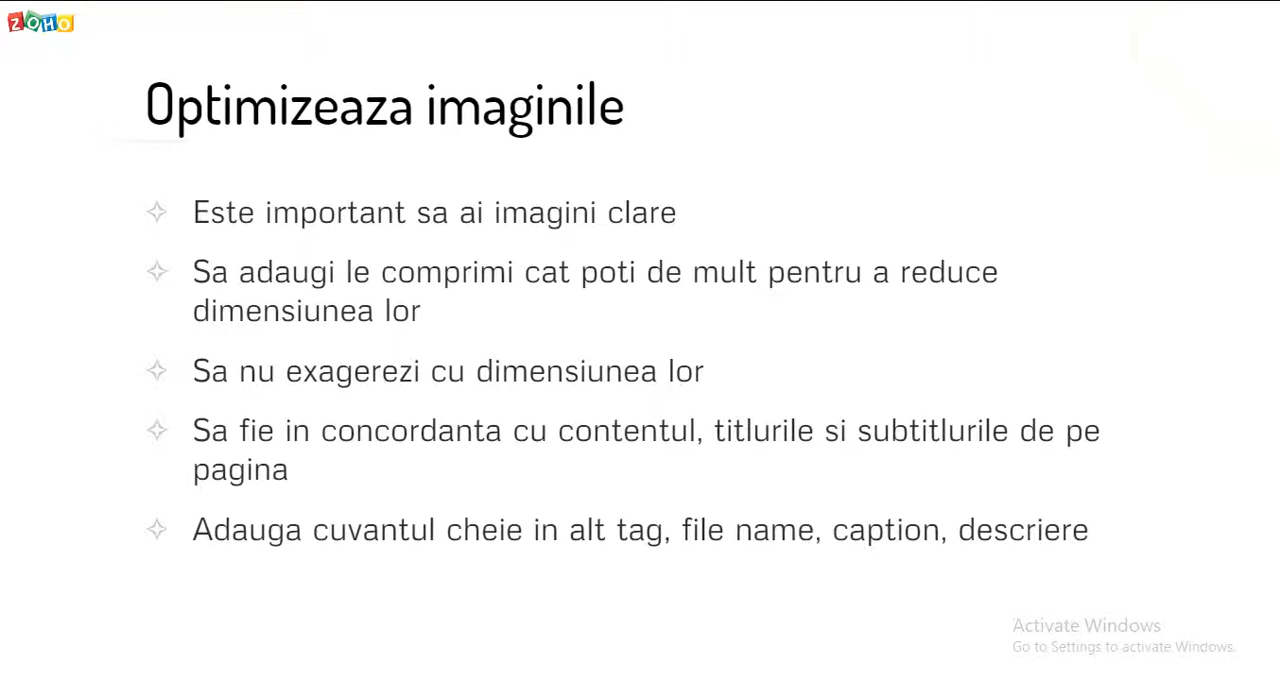 ZOHO
Optimizeaza imaginile
Este important sa ai imagini clare
Sa adaugi le comprimi cat poti de mult pentru a reduce
dimensiunea lor
Sa nu exagerezi cu dimensiunea lor
Sa fie in concordanta cu contentul, titlurile si subtitlurile de pe
pagina
Adauga cuvantul cheie in alt tag, file name, caption, descriere
Activate Windows
Go to Settings to activate Windows.